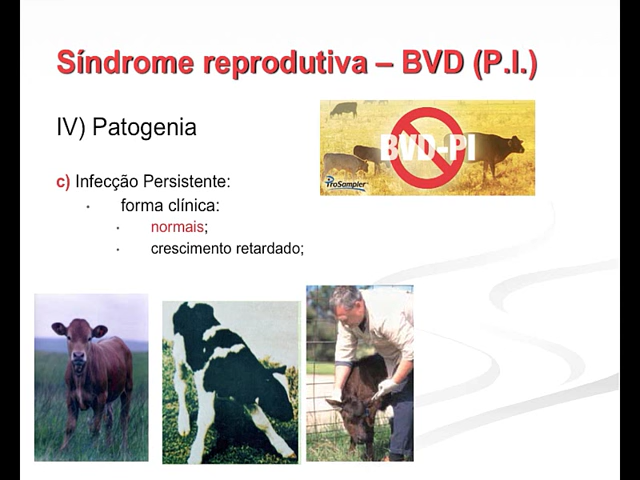 Síndrome reprodutiva – BVD (P.I.)
IV) Patogenia
BVD-PI
ProSampler
c) Infecção Persistente:
forma clínica:
normais;
crescimento retardado;